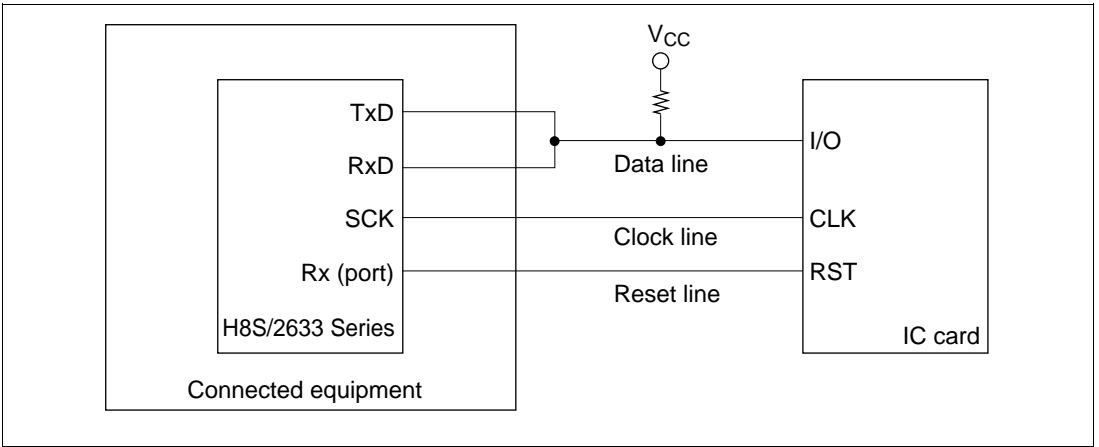 V_CC
TxD
RxD
SCK
Rx (port)
H8S/2633 Series
Connected equipment
Data line
Clock line
Reset line
I/O
CLK
RST
IC card